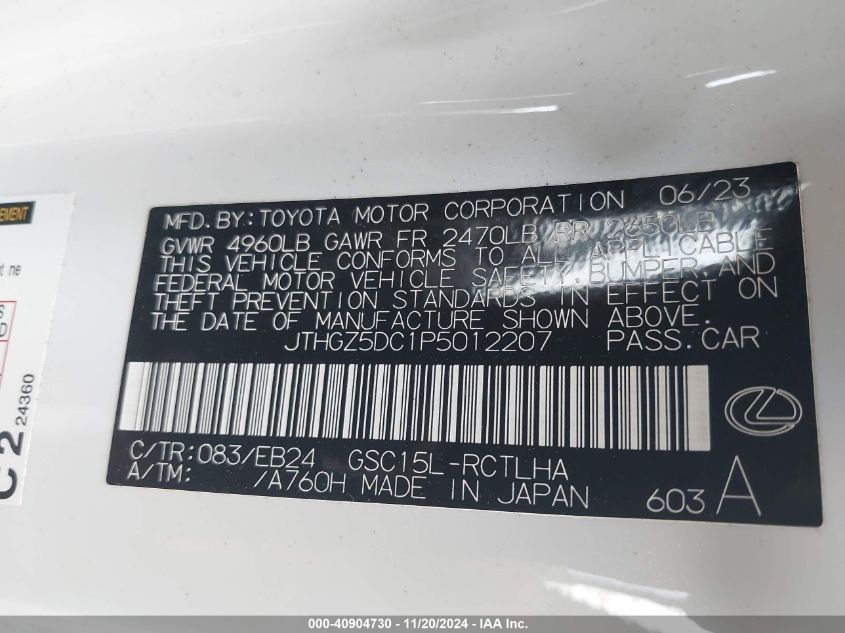 MFD.BY:TOYOTA MOTOR CORPORATION 06/23
GVWR 4960LB GAWR FR 2470LB RR 2650LB
THIS VEHICLE CONFORMS TO ALL APPLICABLE
FEDERAL MOTOR VEHICLE SAFETY,BUMPER,AND
THEFT PREVENTION STANDARDS IN EFFECT ON
THE DATE OF MANUFACTURE SHOWN ABOVE.
JTHGZ5DC1P5012207 PASS.CAR
C/TR:083/EB24 GSC15L-RCTLHA
A/TM: /A760H MADE IN JAPAN 603 A
C2 24360
000-40904730 - 11/20/2024 - IAA Inc.